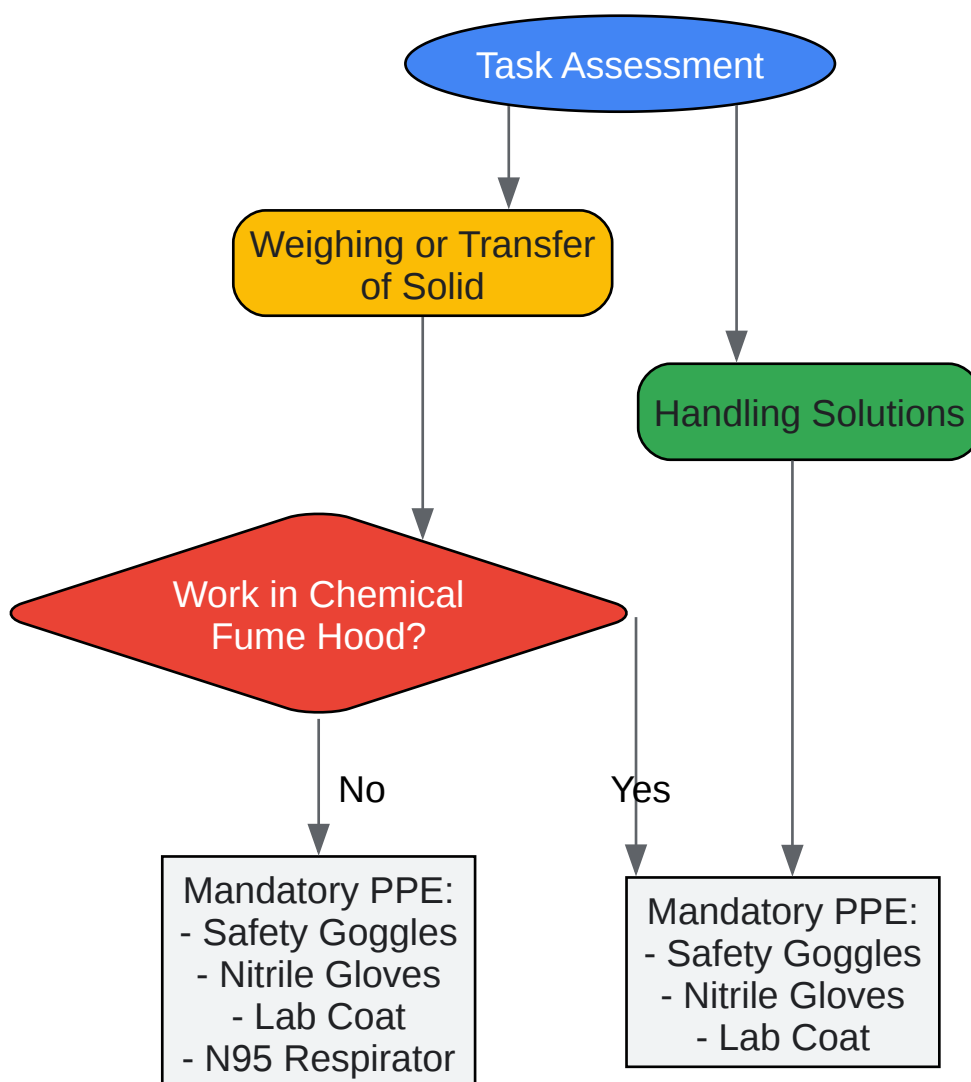 Task Assessment
Weighing or Transfer
of Solid
Handling Solutions
Work in Chemical
Fume Hood?
No
Yes
Mandatory PPE:
- Safety Goggles
- Nitrile Gloves
- Lab Coat
- N95 Respirator
Mandatory PPE:
- Safety Goggles
- Nitrile Gloves
- Lab Coat